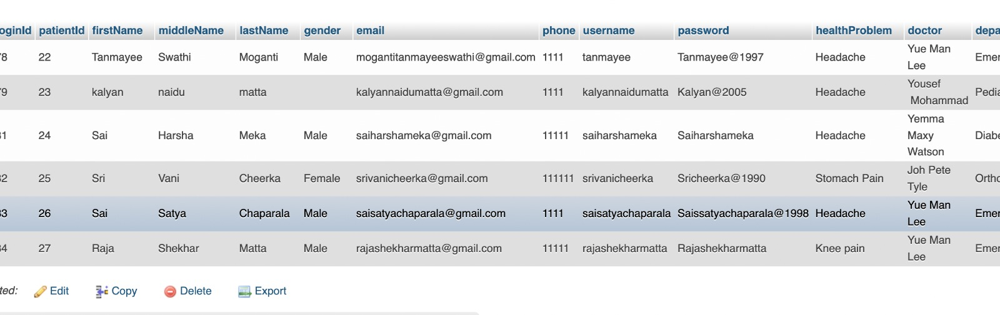 oginId patientId firstName middleName lastName gender email phone username password healthProblem doctor depa
78 22 Tanmayee Swathi Moganti Male mogantitanmayeeswathi@gmail.com 1111 tanmayee Tanmayee@1997 Headache Yue Man Lee Emer
79 23 kalyan naidu matta kalyannaidumatta@gmail.com 1111 kalyannaidumatta Kalyan@2005 Headache Yousef Mohammad Pedia
81 24 Sai Harsha Meka Male saiharshameka@gmail.com 11111 saiharshameka Saiharshameka Headache Yemma Maxy Watson Diabe
82 25 Sri Vani Cheerka Female srivanicheerka@gmail.com 111111 srivanicheerka Sricheerka@1990 Stomach Pain Joh Pete Tyle Ortho
83 26 Sai Satya Chaparala Male saisatyachaparala@gmail.com 1111 saisatyachaparala Saissatyachaparala@1998 Headache Yue Man Lee Emer
84 27 Raja Shekhar Matta Male rajashekharmatta@gmail.com 11111 rajashekharmatta Rajashekharmatta Knee pain Yue Man Lee Emer
ted: Edit Copy Delete Export